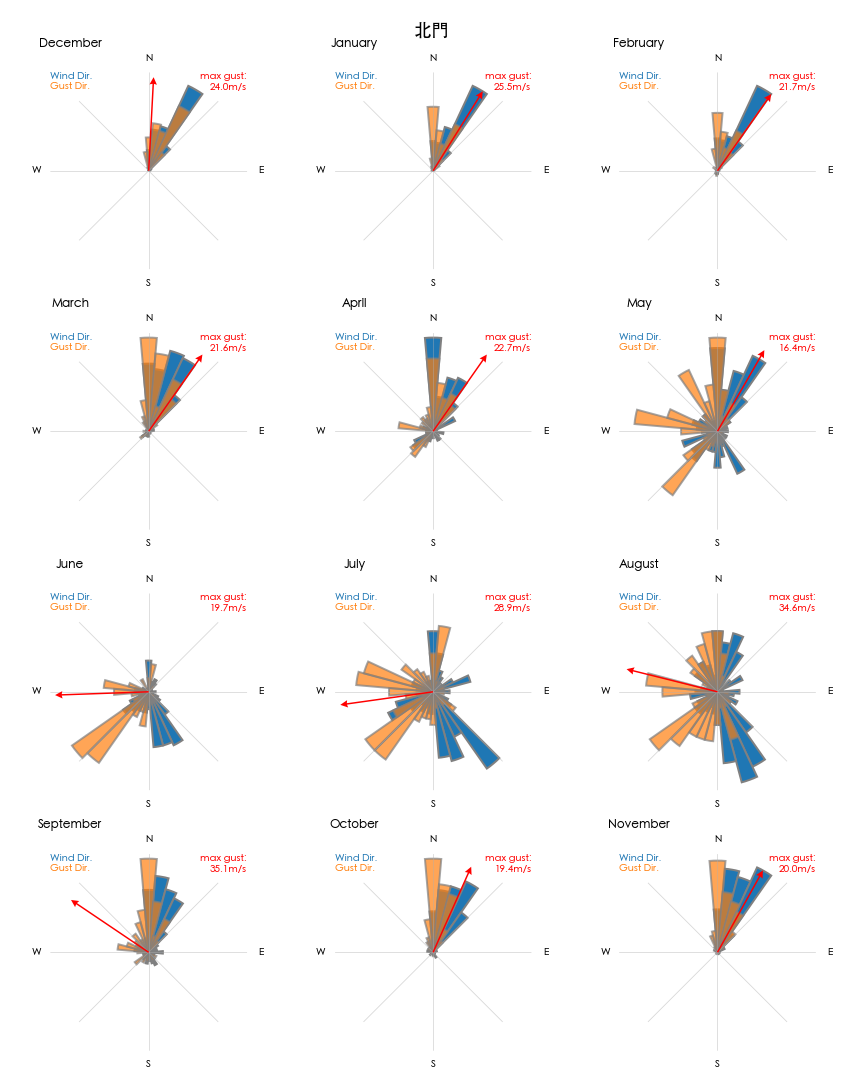 北門
December
N
Wind Dir.
Gust Dir.
max gust:
24.0m/s
W
E
S
January
N
Wind Dir.
Gust Dir.
max gust:
25.5m/s
W
E
S
February
N
Wind Dir.
Gust Dir.
max gust:
21.7m/s
W
E
S
March
N
Wind Dir.
Gust Dir.
max gust:
21.6m/s
W
E
S
April
N
Wind Dir.
Gust Dir.
max gust:
22.7m/s
W
E
S
May
N
Wind Dir.
Gust Dir.
max gust:
16.4m/s
W
E
S
June
N
Wind Dir.
Gust Dir.
max gust:
19.7m/s
W
E
S
July
N
Wind Dir.
Gust Dir.
max gust:
28.9m/s
W
E
S
August
N
Wind Dir.
Gust Dir.
max gust:
34.6m/s
W
E
S
September
N
Wind Dir.
Gust Dir.
max gust:
35.1m/s
W
E
S
October
N
Wind Dir.
Gust Dir.
max gust:
19.4m/s
W
E
S
November
N
Wind Dir.
Gust Dir.
max gust:
20.0m/s
W
E
S